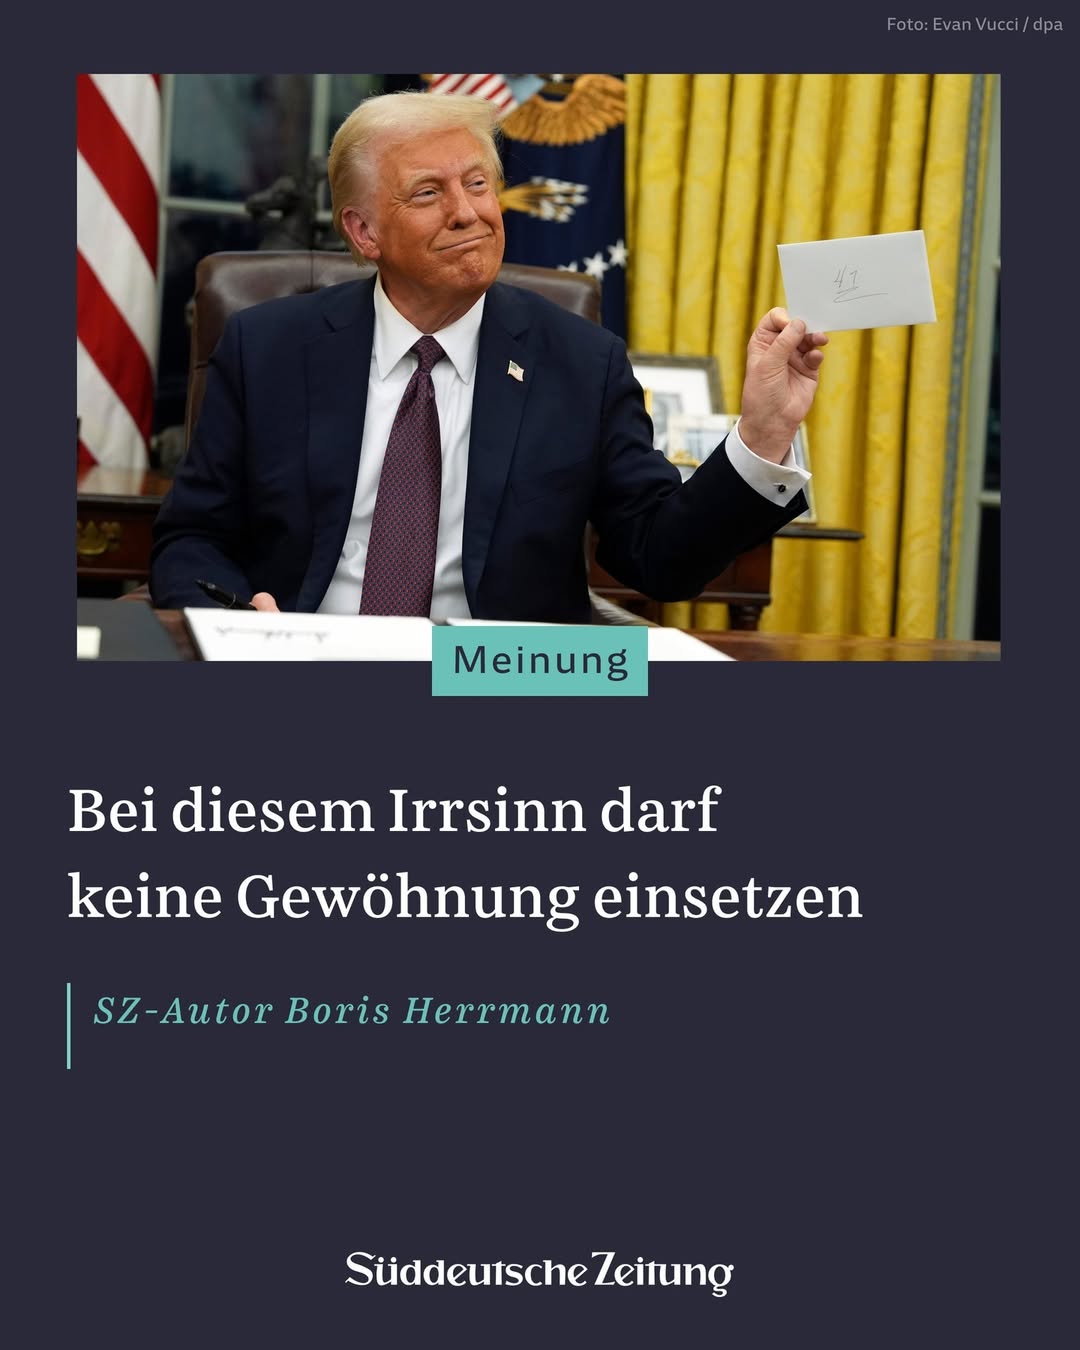 Foto: Evan Vucci / dpa
47
Meinung
Bei diesem Irrsinn darf
keine Gewöhnung einsetzen
SZ-Autor Boris Herrmann
Süddeutsche Zeitung